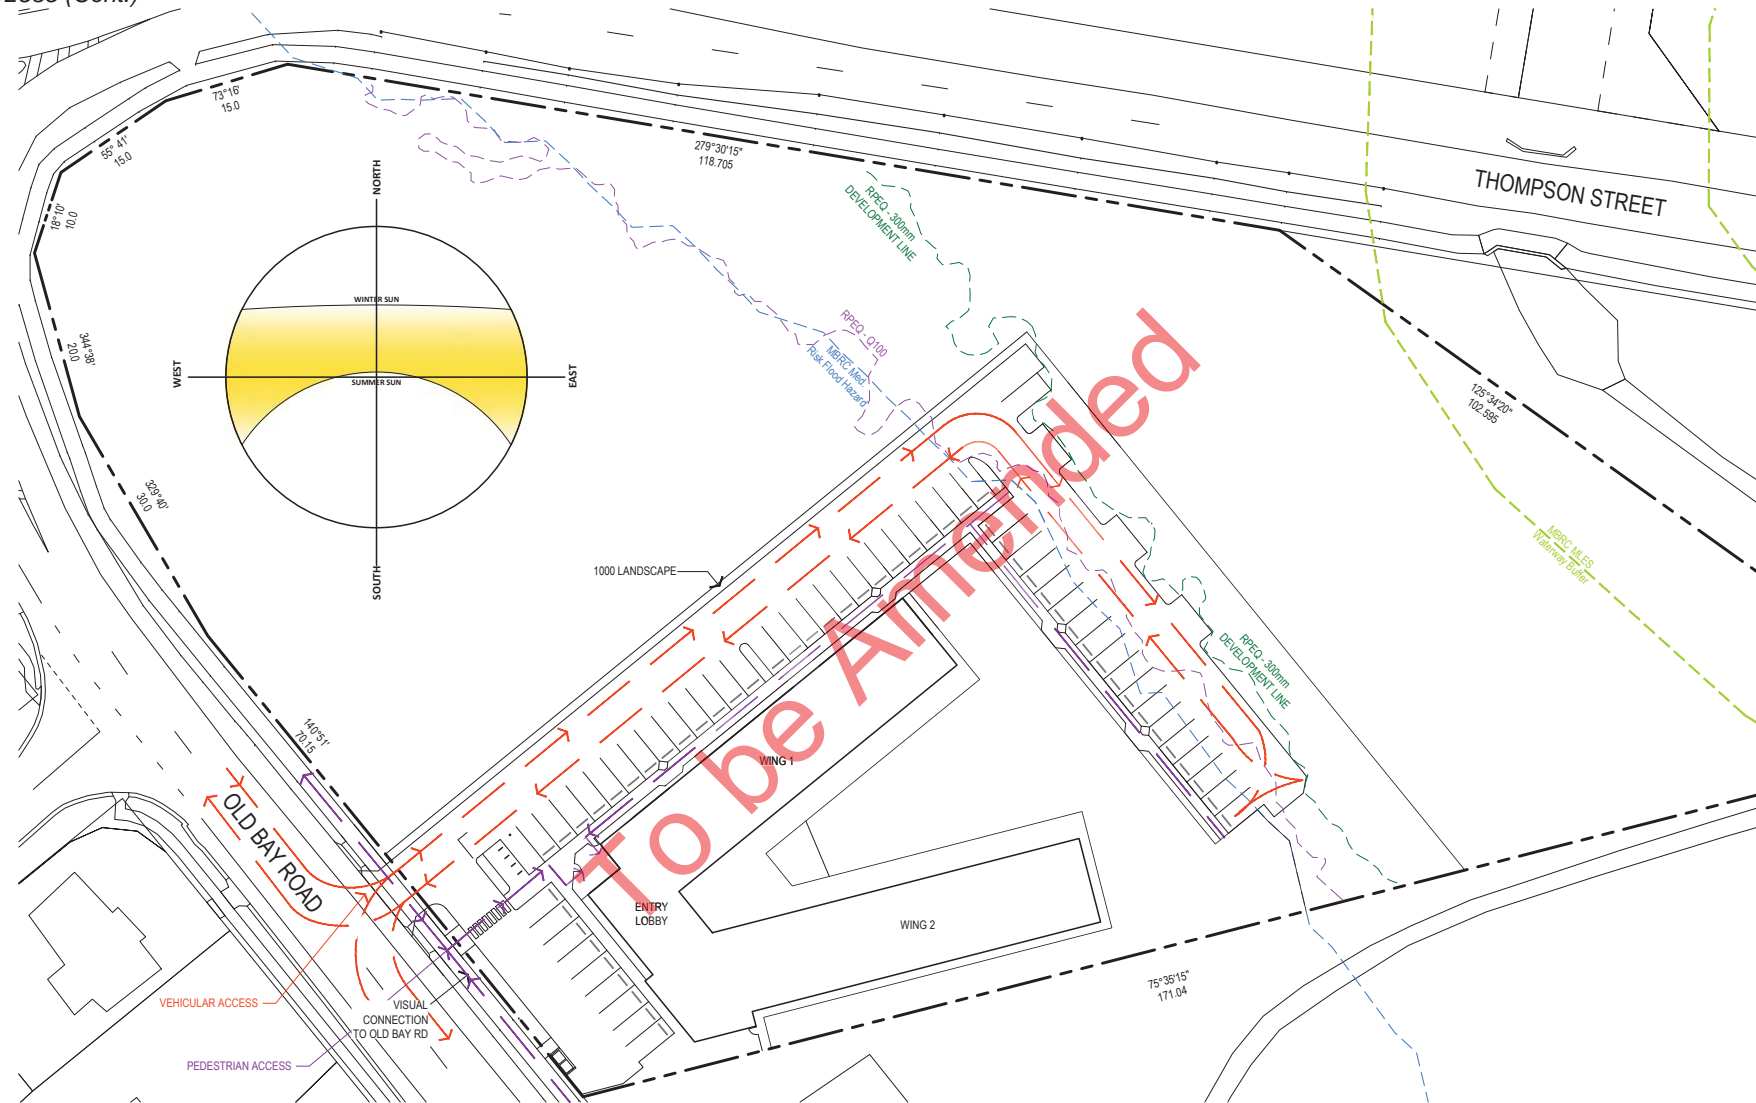 73°16'
15.0
55° 41'
15.0
18°10'
10.0
344°38'
20.0
329°40'
30.0
140°51'
70.15
279°30'15"
118.705
THOMPSON STREET
125°34'20"
102.595
NORTH
WINTER SUN
WEST
EAST
SUMMER SUN
SOUTH
RPEQ - 300mm
DEVELOPMENT LINE
RPEQ - Q100
MBRC Med.
Risk Flood Hazard
MBRC MLES
Waterway Buffer
1000 LANDSCAPE
RPEQ - 300mm
DEVELOPMENT LINE
To be Amended
WING 1
OLD BAY ROAD
ENTRY
LOBBY
WING 2
75°35'15"
171.04
VEHICULAR ACCESS
VISUAL
CONNECTION
TO OLD BAY RD
PEDESTRIAN ACCESS